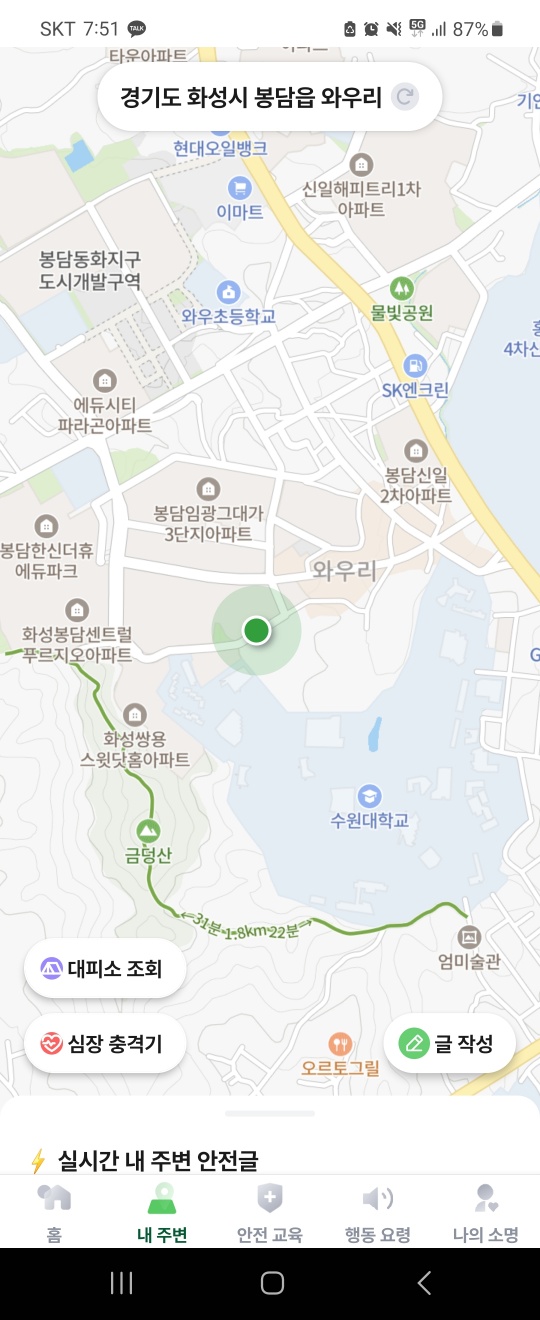 SKT 7:51 TALK 5G 87%
타운아파트
경기도 화성시 봉담읍 와우리
현대오일뱅크
이마트
신일해피트리1차
아파트
봉담동화지구
도시개발구역
와우초등학교
물빛공원
4차산
SK엔크린
에듀시티
파라곤아파트
봉담신일
2차아파트
봉담임광그대가
3단지아파트
봉담한신더휴
에듀파크
와우리
화성봉담센트럴
푸르지오아파트
화성쌍용
스윗닷홈아파트
수원대학교
금덩산
31분 1.8km 22분
엄미술관
대피소 조회
심장 충격기
글 작성
오르토그릴
실시간 내 주변 안전글
홈
내 주변
안전 교육
행동 요령
나의 소명